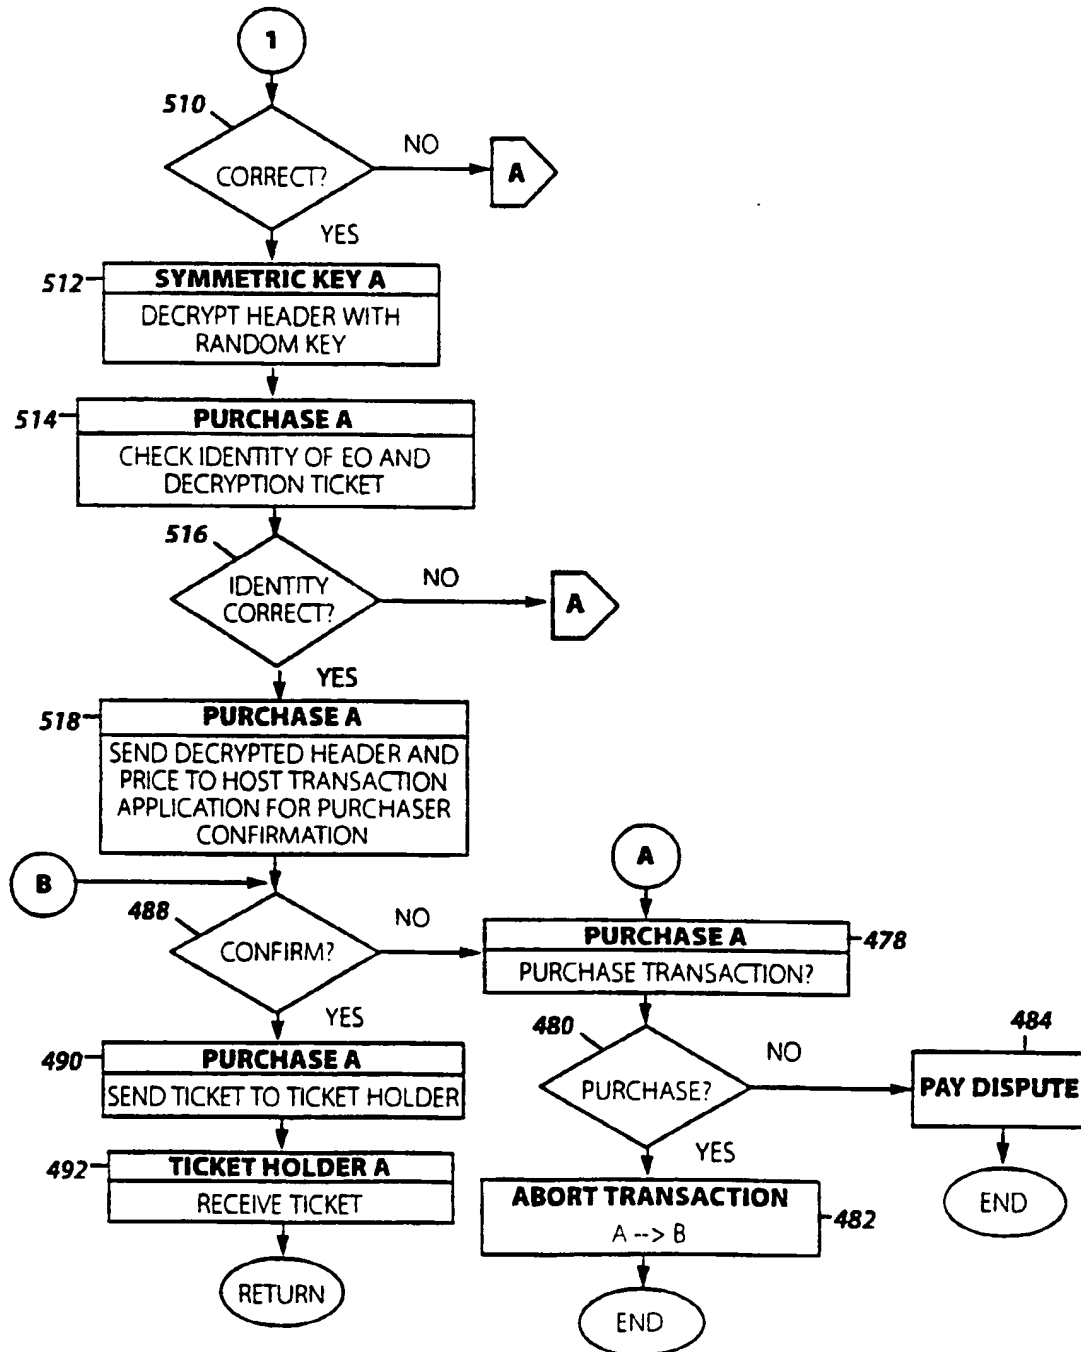 1
510
CORRECT?
NO
A
YES
512
SYMMETRIC KEY A
DECRYPT HEADER WITH
RANDOM KEY
514
PURCHASE A
CHECK IDENTITY OF EO AND
DECRYPTION TICKET
516
IDENTITY
CORRECT?
NO
A
YES
518
PURCHASE A
SEND DECRYPTED HEADER AND
PRICE TO HOST TRANSACTION
APPLICATION FOR PURCHASER
CONFIRMATION
B
488
CONFIRM?
NO
YES
490
PURCHASE A
SEND TICKET TO TICKET HOLDER
492
TICKET HOLDER A
RECEIVE TICKET
RETURN
A
PURCHASE A
478
PURCHASE TRANSACTION?
480
PURCHASE?
NO
484
PAY DISPUTE
END
YES
ABORT TRANSACTION
A --> B
482
END